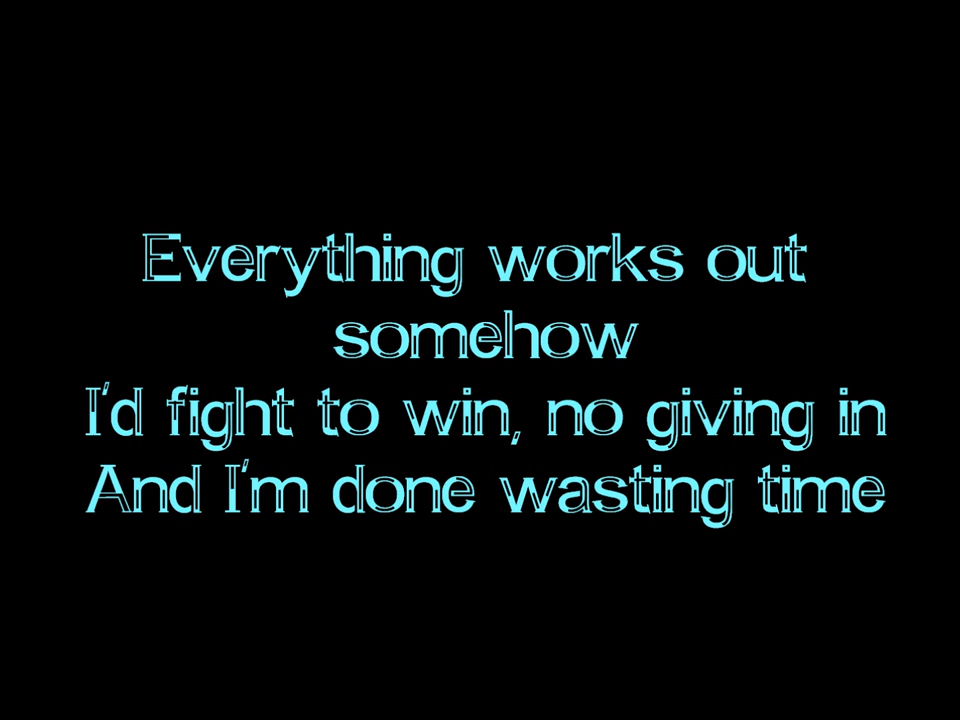 Everything works out
somehow
I'd fight to win, no giving in
And I'm done wasting time